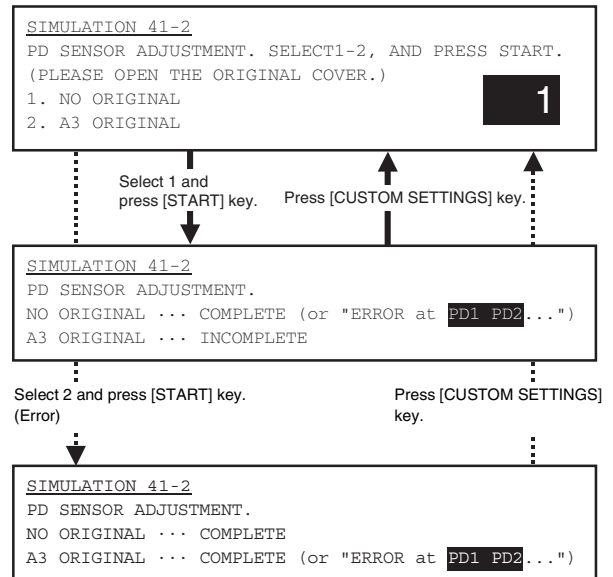 SIMULATION 41-2
PD SENSOR ADJUSTMENT. SELECT1-2, AND PRESS START.
(PLEASE OPEN THE ORIGINAL COVER.)
1. NO ORIGINAL
1
2. A3 ORIGINAL
Select 1 and
press [START] key.
Press [CUSTOM SETTINGS] key.
SIMULATION 41-2
PD SENSOR ADJUSTMENT.
NO ORIGINAL ··· COMPLETE (or "ERROR at PD1 PD2...")
A3 ORIGINAL ··· INCOMPLETE
Select 2 and press [START] key.
(Error)
Press [CUSTOM SETTINGS]
key.
SIMULATION 41-2
PD SENSOR ADJUSTMENT.
NO ORIGINAL ··· COMPLETE
A3 ORIGINAL ··· COMPLETE (or "ERROR at PD1 PD2...")